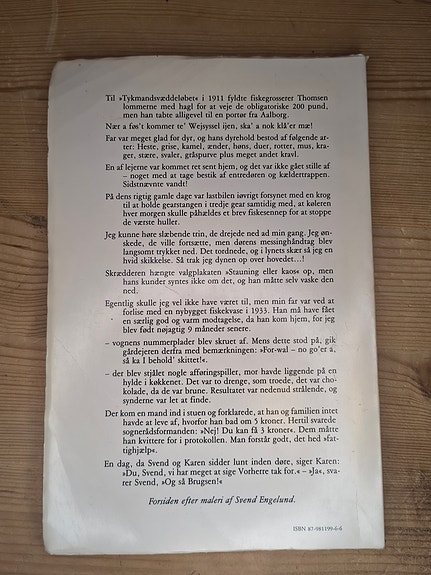 Til »Tykmandsvæddeløbet« i 1911 fyldte fiskegrosserer Thomsen
lommerne med hagl for at veje de obligatoriske 200 pund,
men han tabte alligevel til en portør fra Aalborg.
Nær a føs't kommet te' Wejsyssel ijen, ska' a nok klå'er mæ!
Far var meget glad for dyr, og hans dyrehold bestod af følgende ar-
ter: Heste, grise, kamel, ænder, høns, duer, rotter, mus, kra-
ger, stære, svaler, gråspurve plus meget andet kravl.
En af lejerne var kommet ret sent hjem, og det var ikke gået stille af
– noget med at tage bestik af entredøren og kældertrappen.
Sidstnævnte vandt!
På dens rigtig gamle dage var lastbilen iøvrigt forsynet med en krog
til at holde gearstangen i tredje gear samtidig med, at køleren
hver morgen skulle påhældes et brev fiskesennep for at stoppe
de værste huller.
Jeg kunne høre slæbende trin, de drejede ned ad min gang. Jeg øn-
skede, de ville fortsætte, men dørens messinghåndtag blev
langsomt trykket ned. Det tordnede, og i lynets skær så jeg en
hvid skikkelse. Så trak jeg dynen op over hovedet...!
Skrædderen hængte valgplakaten »Stauning eller kaos« op, men
hans kunder syntes ikke om det, og han måtte selv vaske den
ned.
Egentlig skulle jeg vel ikke have været til, men min far var ved at
forlise med en nybygget fiskekvase i 1933. Han må have fået
en særlig god og varm modtagelse, da han kom hjem, for jeg
blev født nøjagtig 9 måneder senere.
– vognens nummerplader blev skruet af. Mens dette stod på, gik
gårdejeren derfra med bemærkningen: »For-wal – no go'er a,
så ka I behold' skittet!«.
– der blev stjålet nogle afføringspiller, mor havde liggende på en
hylde i køkkenet. Det var to drenge, som troede, det var cho-
kolade, da de var brune. Resultatet var nedenud strålende, og
synderne var let at finde.
Der kom en mand ind i stuen og forklarede, at han og familien intet
havde at leve af, hvorfor han bad om 5 kroner. Hertil svarede
sognerådsformanden: »Nej! Du kan få 3 kroner«. Dem måtte
han kvittere for i protokollen. Man forstår godt, det hed »fat-
tighjælp«.
En dag, da Svend og Karen sidder lunt inden døre, siger Karen:
»Du, Svend, vi har meget at sige Vorherre tak for.« – »Ja«, sva-
rer Svend, »Og så Brugsen!«
Forsiden efter maleri af Svend Engelund.
ISBN 87-981199-6-6